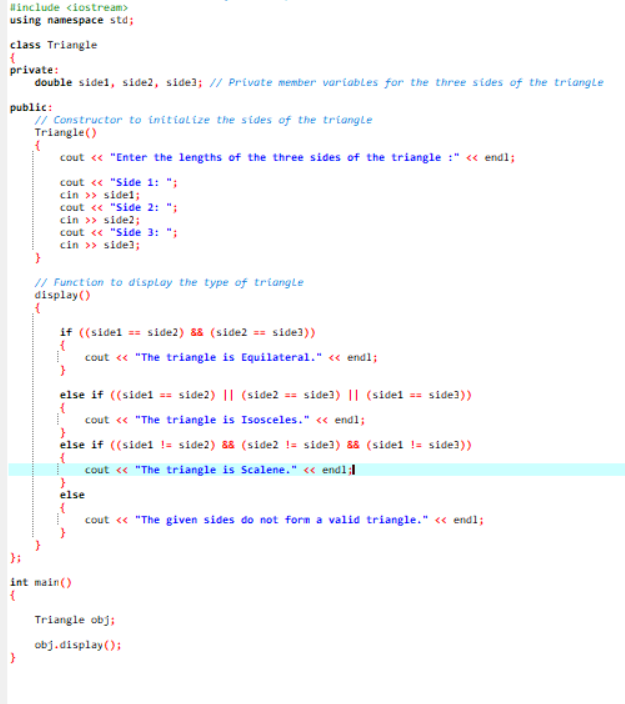 #include <iostream>
using namespace std;
class Triangle
{
private:
double side1, side2, side3; // Private member variables for the three sides of the triangle
public:
// Constructor to initialize the sides of the triangle
Triangle()
{
cout << "Enter the lengths of the three sides of the triangle :" << endl;
cout << "Side 1: ";
cin >> side1;
cout << "Side 2: ";
cin >> side2;
cout << "Side 3: ";
cin >> side3;
}
// Function to display the type of triangle
display()
{
if ((side1 == side2) && (side2 == side3))
{
cout << "The triangle is Equilateral." << endl;
}
else if ((side1 == side2) || (side2 == side3) || (side1 == side3))
{
cout << "The triangle is Isosceles." << endl;
}
else if ((side1 != side2) && (side2 != side3) && (side1 != side3))
{
cout << "The triangle is Scalene." << endl;
}
else
{
cout << "The given sides do not form a valid triangle." << endl;
}
}
};
int main()
{
Triangle obj;
obj.display();
}